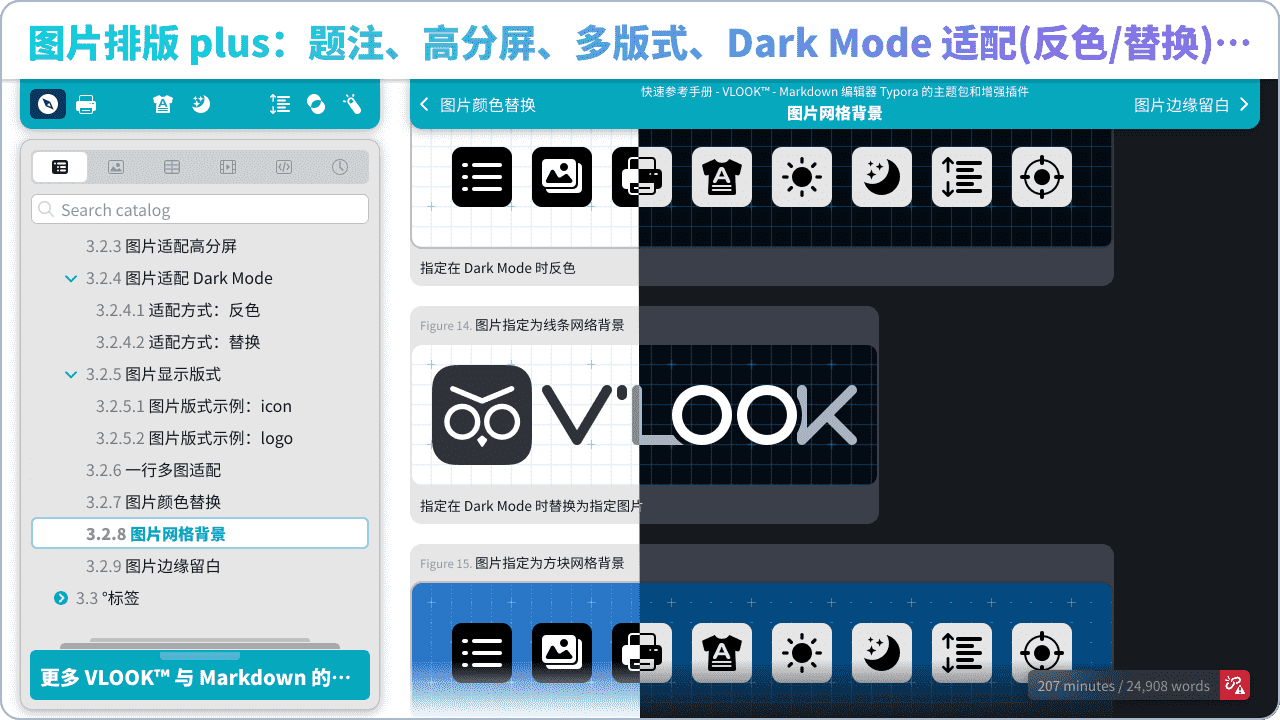 图片排版 plus：题注、高分屏、多版式、Dark Mode 适配(反色/替换)…
图片颜色替换
快速参考手册 - VLOOK™ - Markdown 编辑器 Typora 的主题包和增强插件
图片网格背景
图片边缘留白
Search catalog
3.2.3 图片适配高分屏
3.2.4 图片适配 Dark Mode
3.2.4.1 适配方式：反色
3.2.4.2 适配方式：替换
3.2.5 图片显示版式
3.2.5.1 图片版式示例：icon
3.2.5.2 图片版式示例：logo
3.2.6 一行多图适配
3.2.7 图片颜色替换
3.2.8 图片网格背景
3.2.9 图片边缘留白
3.3 °标签
更多 VLOOK™ 与 Markdown 的…
A
指定在 Dark Mode 时反色
Figure 14. 图片指定为线条网络背景
V'LOOK
指定在 Dark Mode 时替换为指定图片
Figure 15. 图片指定为方块网格背景
A
207 minutes / 24,908 words